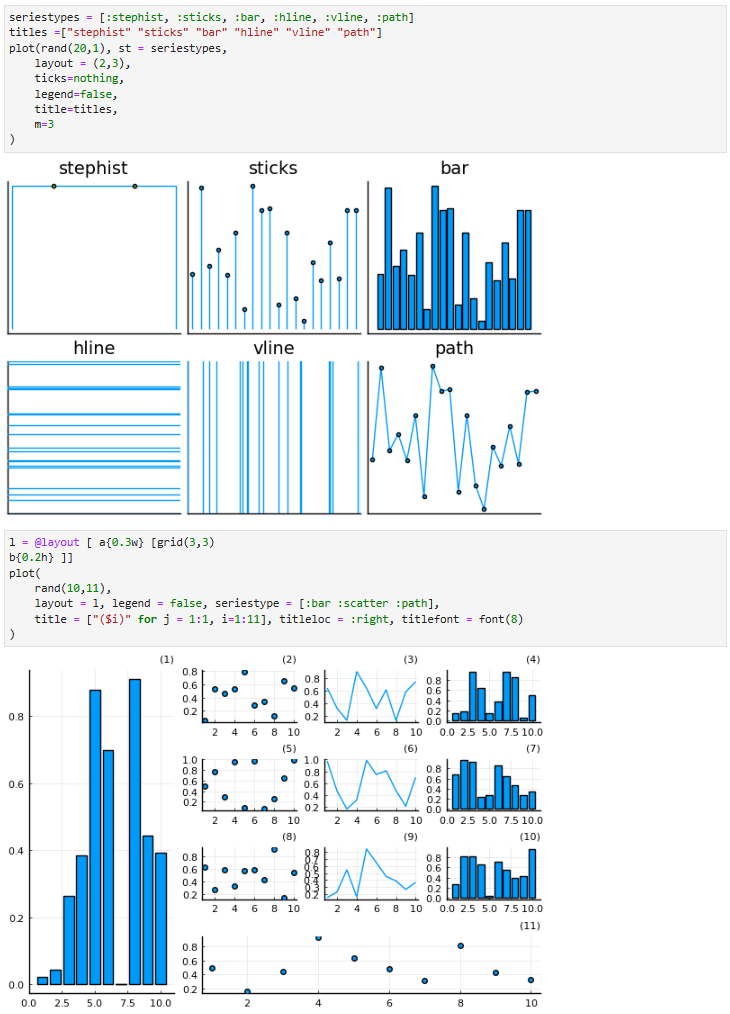 seriestypes = [:stephist, :sticks, :bar, :hline, :vline, :path]
titles =["stephist" "sticks" "bar" "hline" "vline" "path"]
plot(rand(20,1), st = seriestypes,
    layout = (2,3),
    ticks=nothing,
    legend=false,
    title=titles,
    m=3
)
stephist sticks bar
hline vline path
l = @layout [ a{0.3w} [grid(3,3)
b{0.2h} ]]
plot(
    rand(10,11),
    layout = l, legend = false, seriestype = [:bar :scatter :path],
    title = ["($i)" for j = 1:1, i=1:11], titleloc = :right, titlefont = font(8)
)
(1)
0.8
0.6
0.4
0.2
0.0
0.0 2.5 5.0 7.5 10.0
(2)
0.8
0.6
0.4
0.2
2 4 6 8 10
(3)
0.8
0.6
0.4
0.2
2 4 6 8 10
(4)
0.8
0.6
0.4
0.2
0.0
0.0 2.5 5.0 7.5 10.0
(5)
1.0
0.8
0.6
0.4
0.2
2 4 6 8 10
(6)
1.0
0.8
0.6
0.4
0.2
2 4 6 8 10
(7)
0.8
0.6
0.4
0.2
0.0
0.0 2.5 5.0 7.5 10.0
(8)
0.8
0.6
0.4
0.2
2 4 6 8 10
(9)
0.8
0.7
0.6
0.5
0.4
0.3
0.2
2 4 6 8 10
(10)
0.8
0.6
0.4
0.2
0.0
0.0 2.5 5.0 7.5 10.0
(11)
0.8
0.6
0.4
0.2
2 4 6 8 10